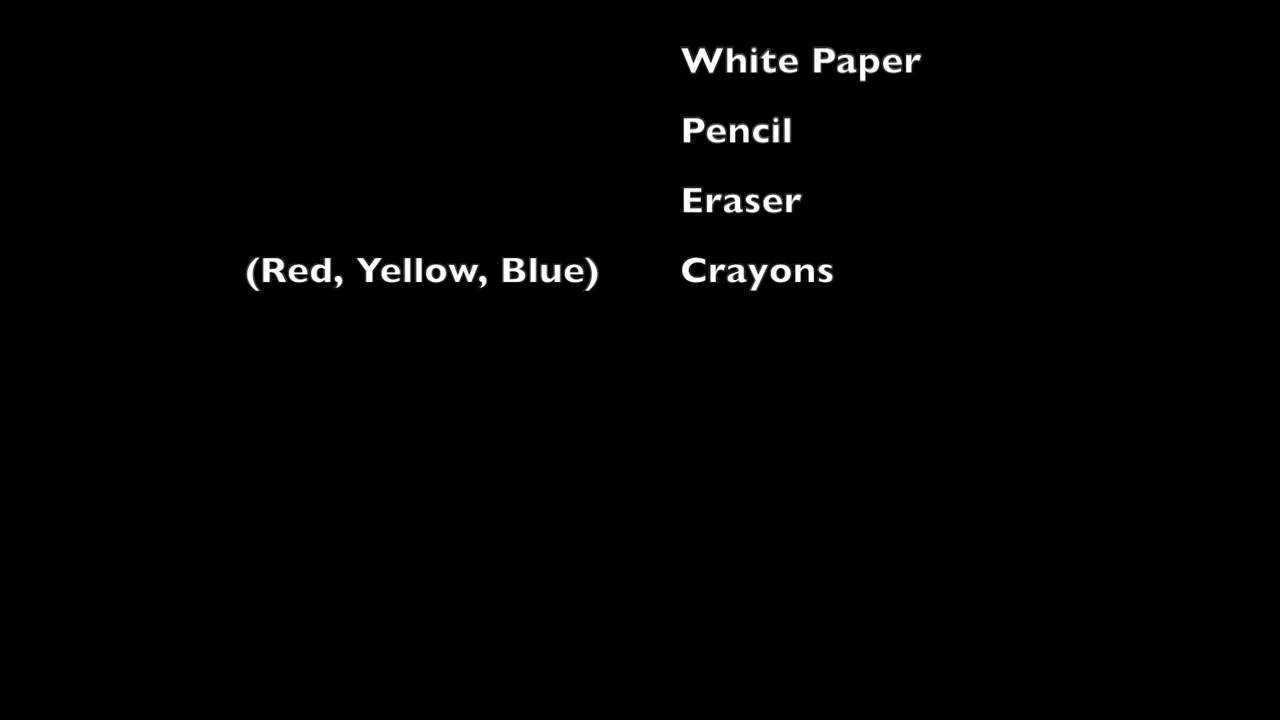 White Paper
Pencil
Eraser
(Red, Yellow, Blue) Crayons